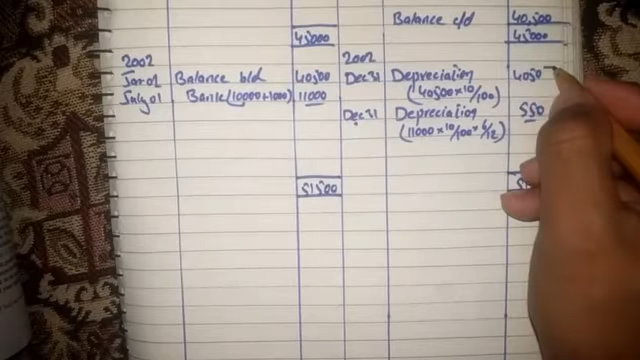 Balance c/d 40,500
45000 45000
2002 2002
Jan 01 Balance b/d 40500 Dec 31 Depreciation 4050
(40500×10/100)
July 01 Bank (10000+1000) 11000
Dec 31 Depreciation 550
(11000×10/100×6/12)
51500